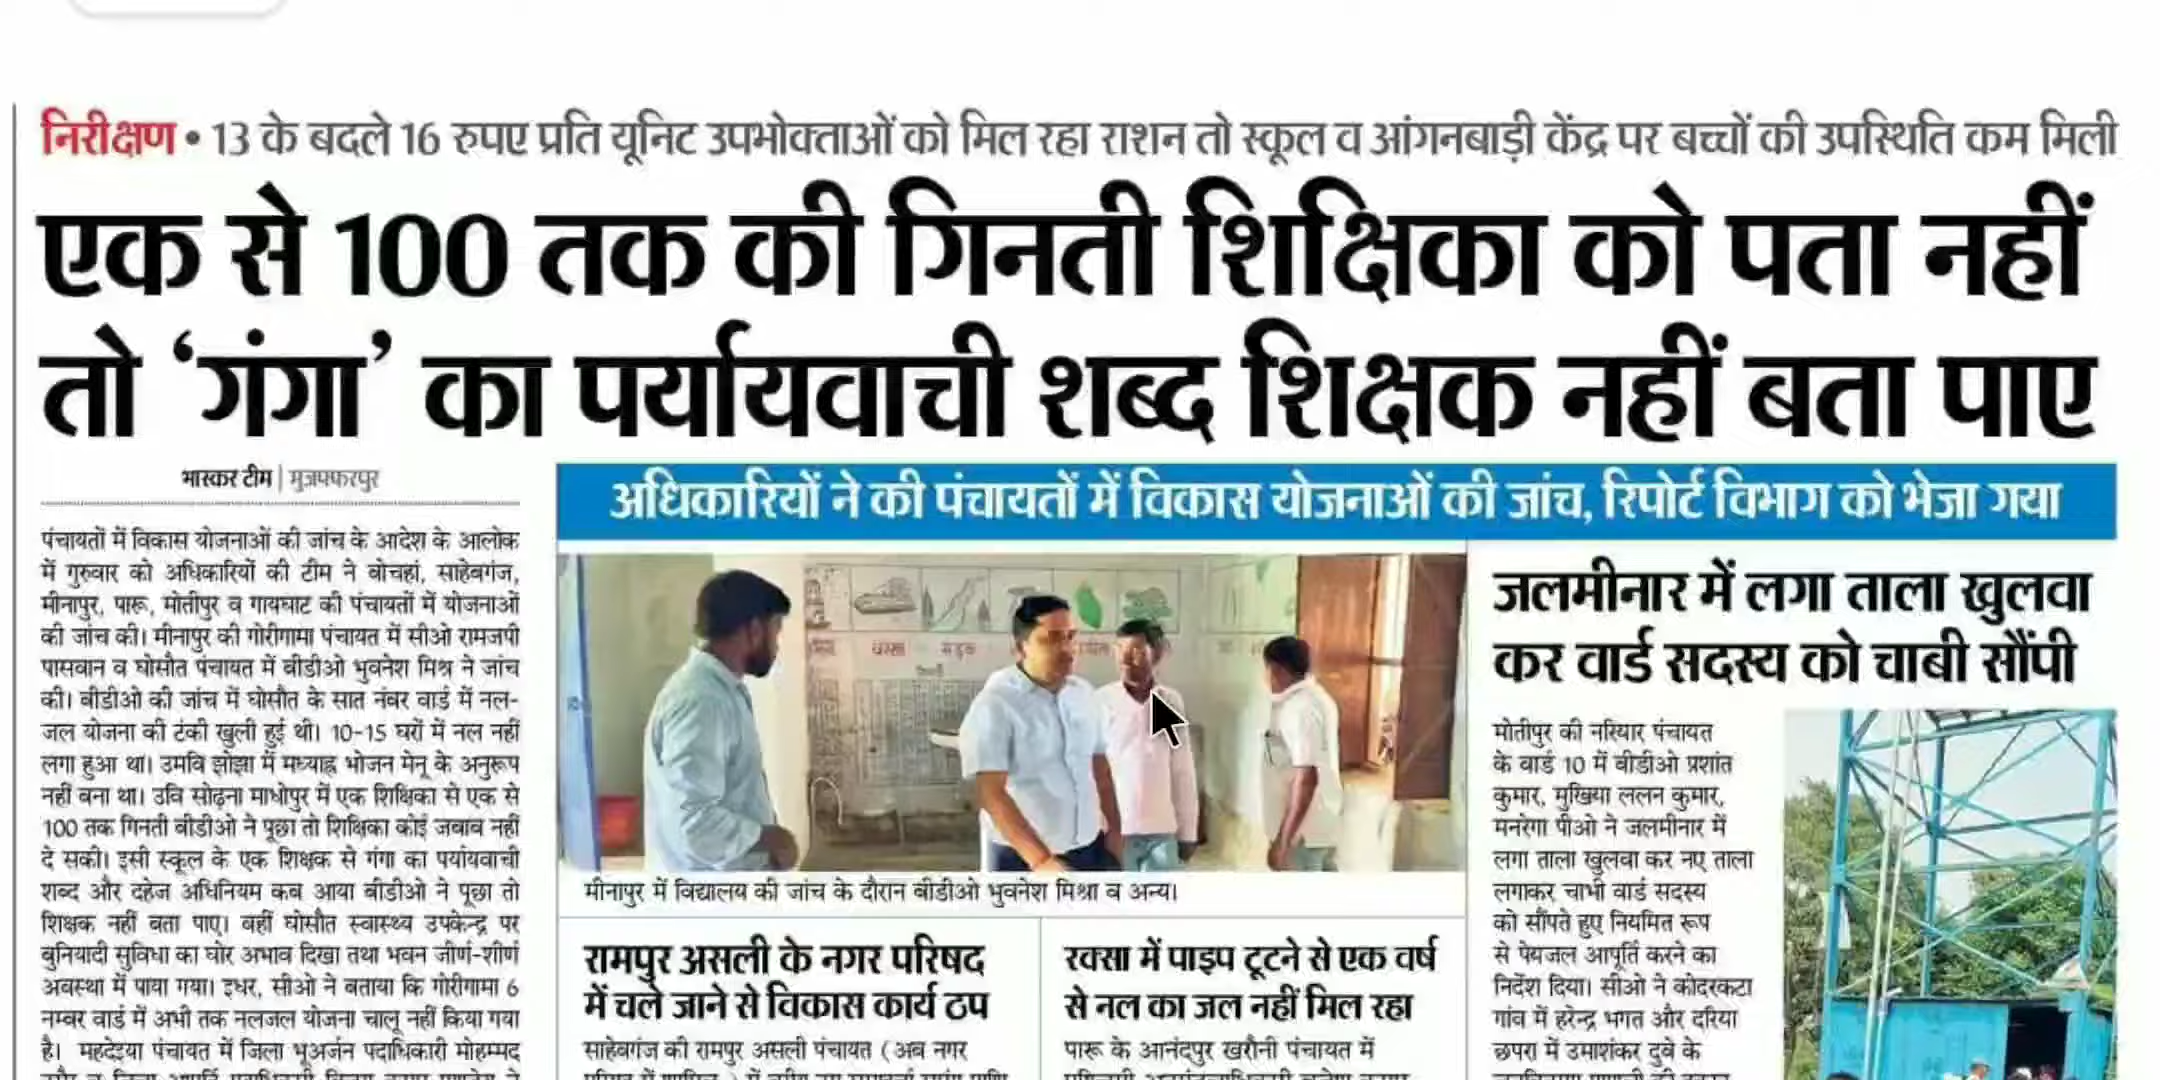 निरीक्षण • 13 के बदले 16 रुपए प्रति यूनिट उपभोक्ताओं को मिल रहा राशन तो स्कूल व आंगनबाड़ी केंद्र पर बच्चों की उपस्थिति कम मिली
एक से 100 तक की गिनती शिक्षिका को पता नहीं
तो ‘गंगा’ का पर्यायवाची शब्द शिक्षक नहीं बता पाए
भास्कर टीम | मुजफ्फरपुर
पंचायतों में विकास योजनाओं की जांच के आदेश के आलोक
में गुरुवार को अधिकारियों की टीम ने बोचहां, साहेबगंज,
मीनापुर, पारू, मोतीपुर व गायघाट की पंचायतों में योजनाओं
की जांच की। मीनापुर की गोरीगामा पंचायत में सीओ रामजपी
पासवान व घोसौत पंचायत में बीडीओ भुवनेश मिश्र ने जांच
की। बीडीओ की जांच में घोसौत के सात नंबर वार्ड में नल-
जल योजना की टंकी खुली हुई थी। 10-15 घरों में नल नहीं
लगा हुआ था। उमवि झोझा में मध्याह्न भोजन मेनू के अनुरूप
नहीं बना था। उवि सोढ़ना माधोपुर में एक शिक्षिका से एक से
100 तक गिनती बीडीओ ने पूछा तो शिक्षिका कोई जवाब नहीं
दे सकी। इसी स्कूल के एक शिक्षक से गंगा का पर्यायवाची
शब्द और दहेज अधिनियम कब आया बीडीओ ने पूछा तो
शिक्षक नहीं बता पाए। वहीं घोसौत स्वास्थ्य उपकेन्द्र पर
बुनियादी सुविधा का घोर अभाव दिखा तथा भवन जीर्ण-शीर्ण
अवस्था में पाया गया। इधर, सीओ ने बताया कि गोरीगामा 6
नम्बर वार्ड में अभी तक नलजल योजना चालू नहीं किया गया
है। महदेइया पंचायत में जिला भूअर्जन पदाधिकारी मोहम्मद
अधिकारियों ने की पंचायतों में विकास योजनाओं की जांच, रिपोर्ट विभाग को भेजा गया
मीनापुर में विद्यालय की जांच के दौरान बीडीओ भुवनेश मिश्रा व अन्य।
रामपुर असली के नगर परिषद
में चले जाने से विकास कार्य ठप
साहेबगंज की रामपुर असली पंचायत (अब नगर
रक्सा में पाइप टूटने से एक वर्ष
से नल का जल नहीं मिल रहा
पारू के आनंदपुर खरौनी पंचायत में
जलमीनार में लगा ताला खुलवा
कर वार्ड सदस्य को चाबी सौंपी
मोतीपुर की नरियार पंचायत
के वार्ड 10 में बीडीओ प्रशांत
कुमार, मुखिया ललन कुमार,
मनरेगा पीओ ने जलमीनार में
लगा ताला खुलवा कर नए ताला
लगाकर चाभी वार्ड सदस्य
को सौंपते हुए नियमित रूप
से पेयजल आपूर्ति करने का
निर्देश दिया। सीओ ने कोदरकटा
गांव में हरेन्द्र भगत और दरिया
छपरा में उमाशंकर दुवे के